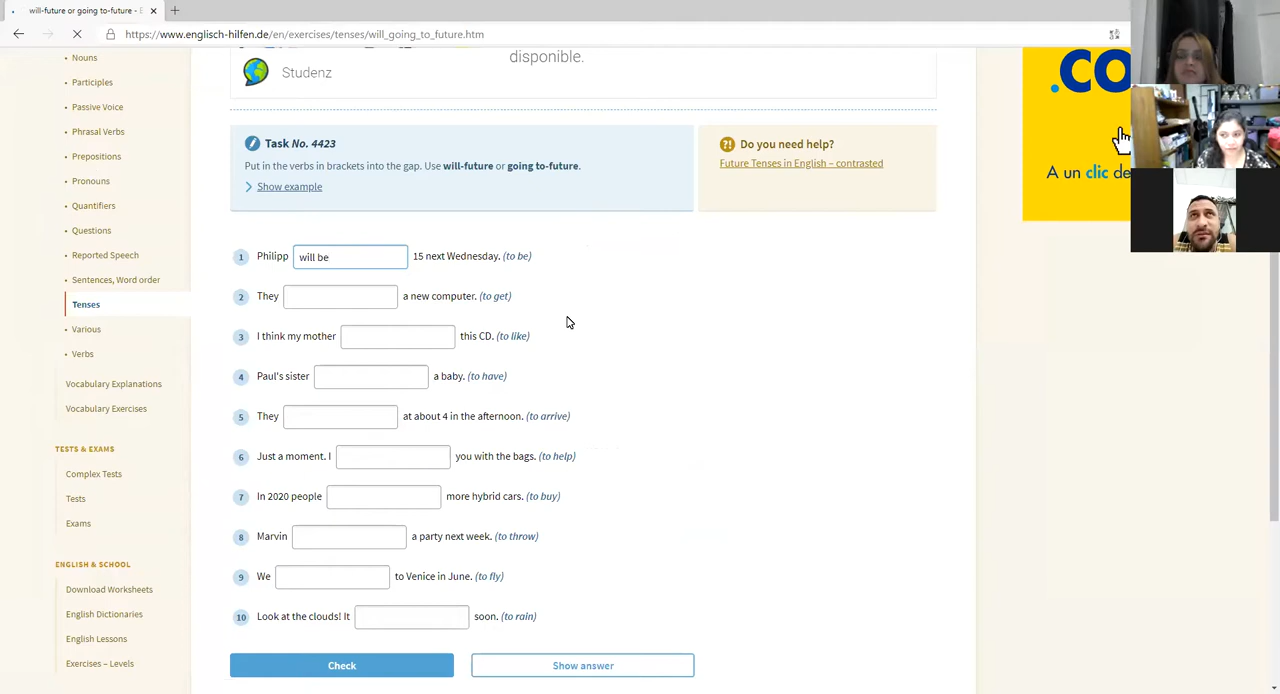 will-future or going to-future - E
https://www.englisch-hilfen.de/en/exercises/tenses/will_going_to_future.htm
Nouns
Participles
Passive Voice
Phrasal Verbs
Prepositions
Pronouns
Quantifiers
Questions
Reported Speech
Sentences, Word order
Tenses
Various
Verbs
Vocabulary Explanations
Vocabulary Exercises
TESTS & EXAMS
Complex Tests
Tests
Exams
ENGLISH & SCHOOL
Download Worksheets
English Dictionaries
English Lessons
Exercises – Levels
Studenz
disponible.
Task No. 4423
Put in the verbs in brackets into the gap. Use will-future or going to-future.
Show example
Do you need help?
Future Tenses in English – contrasted
1 Philipp will be 15 next Wednesday. (to be)
2 They a new computer. (to get)
3 I think my mother this CD. (to like)
4 Paul's sister a baby. (to have)
5 They at about 4 in the afternoon. (to arrive)
6 Just a moment. I you with the bags. (to help)
7 In 2020 people more hybrid cars. (to buy)
8 Marvin a party next week. (to throw)
9 We to Venice in June. (to fly)
10 Look at the clouds! It soon. (to rain)
Check
Show answer
.co
A un clic de